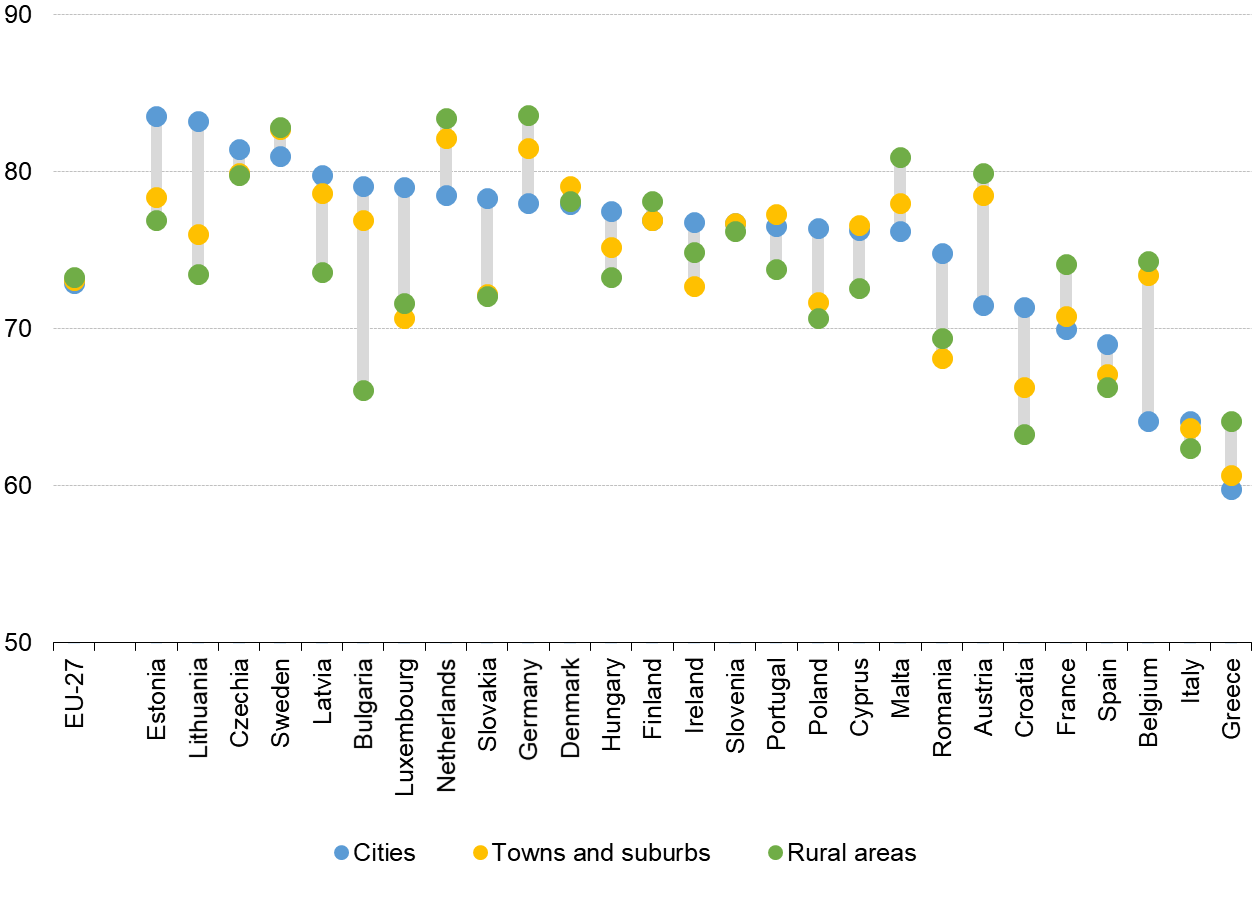 90
80
70
60
50
EU-27
Estonia
Lithuania
Czechia
Sweden
Latvia
Bulgaria
Luxembourg
Netherlands
Slovakia
Germany
Denmark
Hungary
Finland
Ireland
Slovenia
Portugal
Poland
Cyprus
Malta
Romania
Austria
Croatia
France
Spain
Belgium
Italy
Greece
Cities Towns and suburbs Rural areas